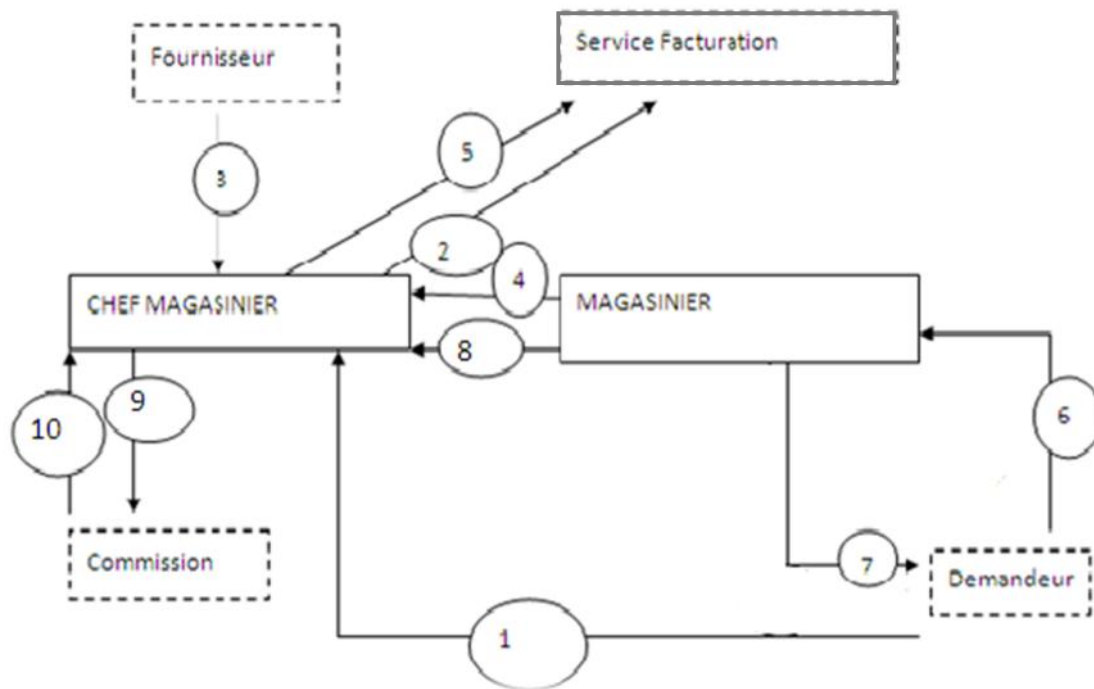 Fournisseur
Service Facturation
5
3
2
4
CHEF MAGASINIER
MAGASINIER
8
9
10
6
Commission
7
Demandeur
1